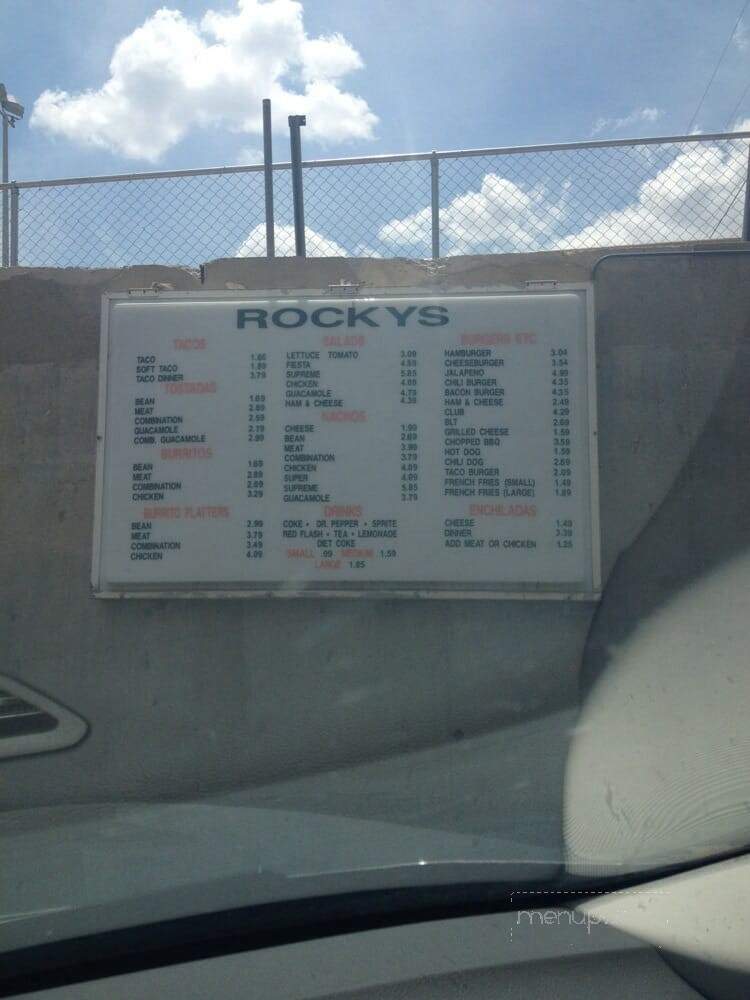 ROCKYS
TACOS
TACO 1.86
SOFT TACO 1.89
TACO DINNER 3.79
TOSTADAS
BEAN 1.69
MEAT 2.69
COMBINATION 2.59
GUACAMOLE 2.79
COMB. GUACAMOLE 2.99
BURRITOS
BEAN 1.69
MEAT 2.89
COMBINATION 2.69
CHICKEN 3.29
BURRITO PLATTERS
BEAN 2.99
MEAT 3.79
COMBINATION 3.49
CHICKEN 4.09
SALADS
LETTUCE TOMATO 3.09
FIESTA 4.59
SUPREME 5.85
CHICKEN 4.89
GUACAMOLE 4.79
HAM & CHEESE 4.39
NACHOS
CHEESE 1.99
BEAN 2.69
MEAT 3.99
COMBINATION 3.79
CHICKEN 4.89
SUPER 4.99
SUPREME 5.85
GUACAMOLE 3.79
DRINKS
COKE • DR. PEPPER • SPRITE
RED FLASH • TEA • LEMONADE
DIET COKE
SMALL .99 MEDIUM 1.59
LARGE 1.85
BURGERS ETC
HAMBURGER 3.04
CHEESEBURGER 3.54
JALAPENO 4.99
CHILI BURGER 4.35
BACON BURGER 4.35
HAM & CHEESE 2.49
CLUB 4.29
BLT 2.69
GRILLED CHEESE 1.59
CHOPPED BBQ 3.59
HOT DOG 1.59
CHILI DOG 2.69
TACO BURGER 2.09
FRENCH FRIES (SMALL) 1.49
FRENCH FRIES (LARGE) 1.89
ENCHILADAS
CHEESE 1.49
DINNER 3.39
ADD MEAT OR CHICKEN 1.25